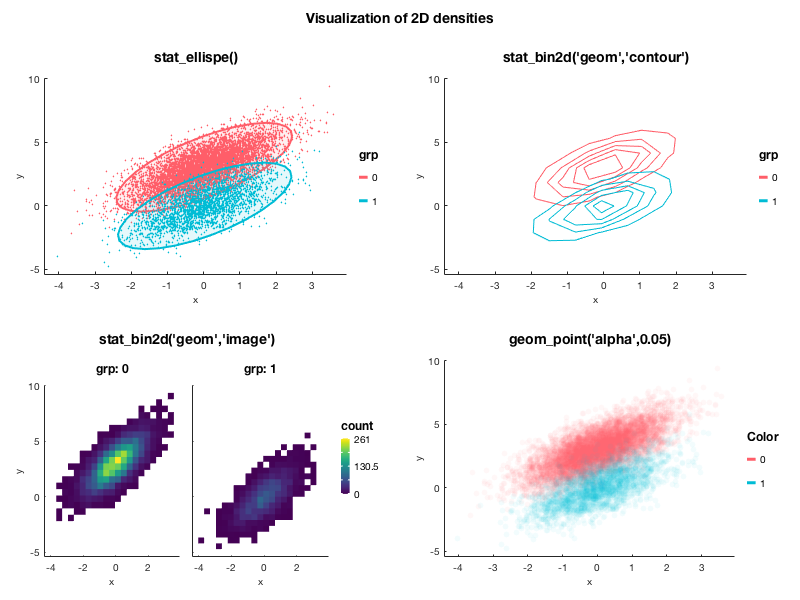 Visualization of 2D densities
stat_ellispe()
10
5
0
-5
y
-4 -3 -2 -1 0 1 2 3
x
grp
0
1
stat_bin2d('geom','contour')
10
5
0
-5
y
-4 -3 -2 -1 0 1 2 3
x
grp
0
1
stat_bin2d('geom','image')
grp: 0
grp: 1
10
5
0
-5
y
-2 0 2
x
-2 0 2
x
count
261
130.5
0
geom_point('alpha',0.05)
10
5
0
-5
y
-4 -3 -2 -1 0 1 2 3
x
Color
0
1